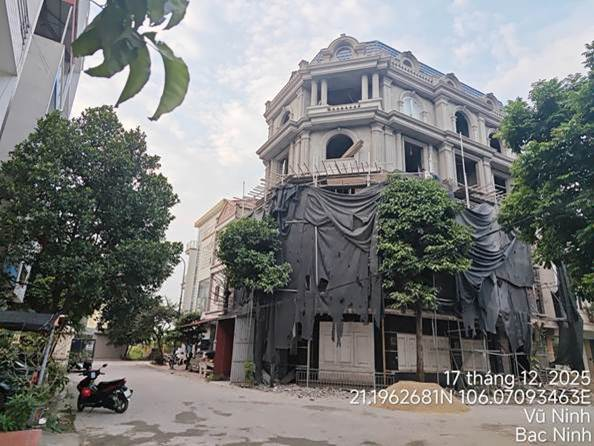 17 tháng 12, 2025
21.1962681N 106.07093463E
Vũ Ninh
Bac Ninh